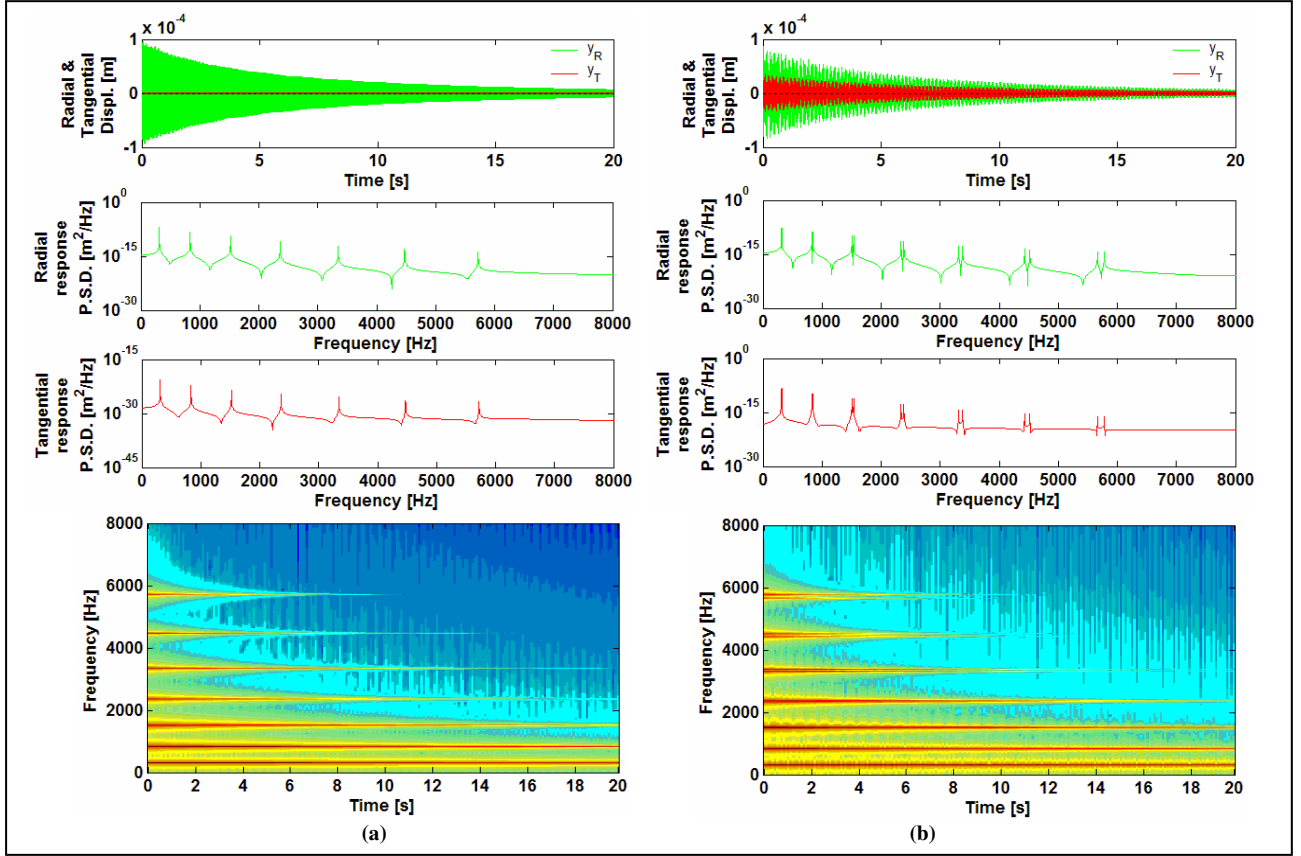 x 10^-4
1
0
-1
Radial &
Tangential
Displ. [m]
y_R
y_T
0 5 10 15 20
Time [s]
10^0
10^-15
10^-30
Radial
response
P.S.D. [m^2/Hz]
0 1000 2000 3000 4000 5000 6000 7000 8000
Frequency [Hz]
10^-15
10^-30
10^-45
Tangential
response
P.S.D. [m^2/Hz]
0 1000 2000 3000 4000 5000 6000 7000 8000
Frequency [Hz]
8000
6000
4000
2000
0
Frequency [Hz]
0 2 4 6 8 10 12 14 16 18 20
Time [s]
(a)
x 10^-4
1
0
-1
Radial &
Tangential
Displ. [m]
y_R
y_T
0 5 10 15 20
Time [s]
10^0
10^-15
10^-30
Radial
response
P.S.D. [m^2/Hz]
0 1000 2000 3000 4000 5000 6000 7000 8000
Frequency [Hz]
10^0
10^-15
10^-30
Tangential
response
P.S.D. [m^2/Hz]
0 1000 2000 3000 4000 5000 6000 7000 8000
Frequency [Hz]
8000
6000
4000
2000
0
Frequency [Hz]
0 2 4 6 8 10 12 14 16 18 20
Time [s]
(b)